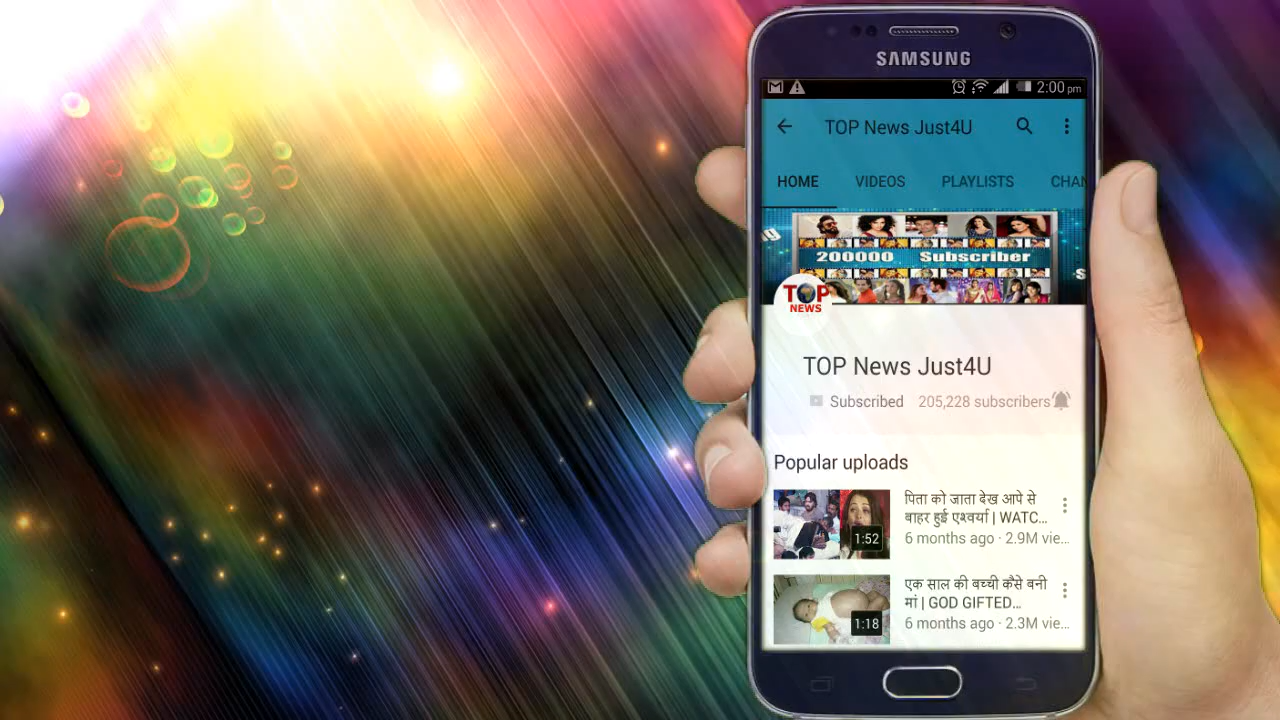 SAMSUNG
2:00 pm
TOP News Just4U
HOME VIDEOS PLAYLISTS CHAN
200000 Subscriber
TOP
NEWS
TOP News Just4U
Subscribed 205,228 subscribers
Popular uploads
पिता को जाता देख आपे से
बाहर हुई एश्वर्या | WATC...
6 months ago · 2.9M vie...
1:52
एक साल की बच्ची कैसे बनी
मां | GOD GIFTED...
6 months ago · 2.3M vie...
1:18